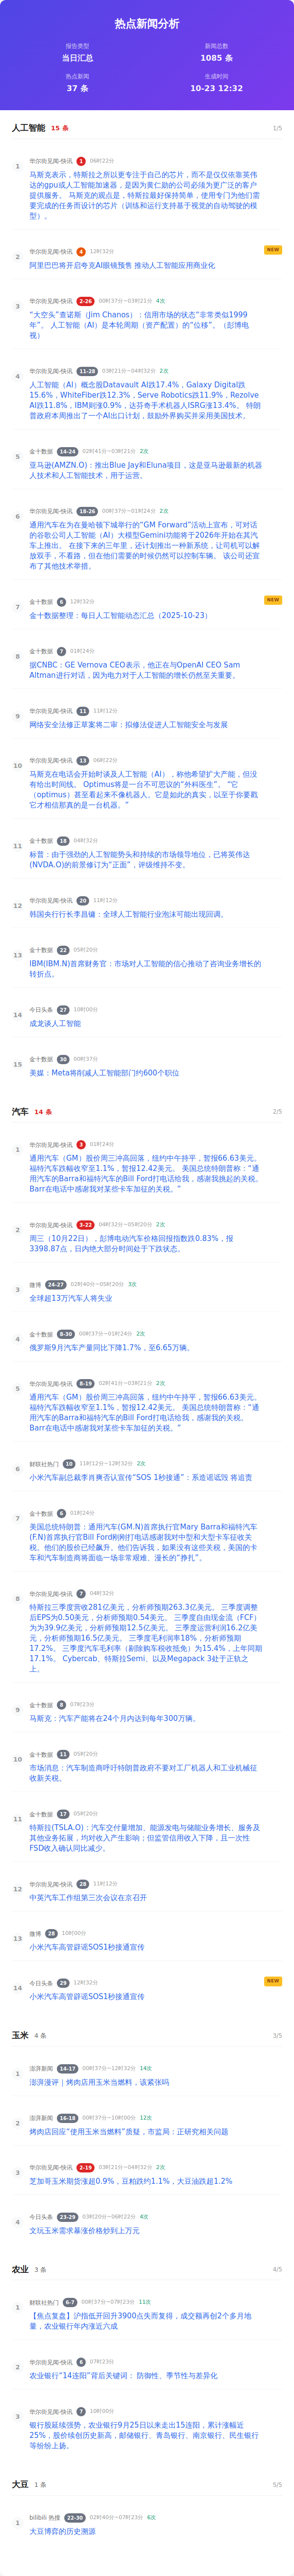 热点新闻分析
报告类型
当日汇总
新闻总数
1085 条
热点新闻
37 条
生成时间
10-23 12:32
人工智能 15 条 1/5
1
华尔街见闻-快讯 1 06时22分
马斯克表示，特斯拉之所以更专注于自己的芯片，而不是仅仅依靠英伟
达的gpu或人工智能加速器，是因为黄仁勋的公司必须为更广泛的客户
提供服务。 马斯克的观点是，特斯拉最好保持简单，使用专门为他们需
要完成的任务而设计的芯片（训练和运行支持基于视觉的自动驾驶的模
型）。
2
华尔街见闻-快讯 4 12时32分 NEW
阿里巴巴将开启夸克AI眼镜预售 推动人工智能应用商业化
3
华尔街见闻-快讯 2-26 00时37分~03时21分 4次
“大空头”查诺斯（Jim Chanos）：信用市场的状态“非常类似1999
年”。 人工智能（AI）是本轮周期（资产配置）的“位移”。（彭博电
视）
4
华尔街见闻-快讯 11-28 03时21分~04时32分 2次
人工智能（AI）概念股Datavault AI跌17.4%，Galaxy Digital跌
15.6%，WhiteFiber跌12.3%，Serve Robotics跌11.9%，Rezolve
AI跌11.8%，IBM则涨0.9%，达芬奇手术机器人ISRG涨13.4%。 特朗
普政府本周推出了一个AI出口计划，鼓励外界购买并采用美国技术。
5
金十数据 14-24 02时41分~03时21分 2次
亚马逊(AMZN.O)：推出Blue Jay和Eluna项目，这是亚马逊最新的机器
人技术和人工智能技术，用于运营。
6
华尔街见闻-快讯 18-26 00时37分~01时24分 2次
通用汽车在为在曼哈顿下城举行的“GM Forward”活动上宣布，可对话
的谷歌公司人工智能（AI）大模型Gemini功能将于2026年开始在其汽
车上推出。 在接下来的三年里，还计划推出一种新系统，让司机可以解
放双手，不看路，但在他们需要的时候仍然可以控制车辆。 该公司还宣
布了其他技术举措。
7
金十数据 6 12时32分 NEW
金十数据整理：每日人工智能动态汇总（2025-10-23）
8
金十数据 7 01时24分
据CNBC：GE Vernova CEO表示，他正在与OpenAI CEO Sam
Altman进行对话，因为电力对于人工智能的增长仍然至关重要。
9
华尔街见闻-快讯 11 11时12分
网络安全法修正草案将二审：拟修法促进人工智能安全与发展
10
华尔街见闻-快讯 13 06时22分
马斯克在电话会开始时谈及人工智能（AI），称他希望扩大产能，但没
有给出时间线。 Optimis将是一台不可思议的“外科医生”。 “它
（optimus）甚至看起来不像机器人。它是如此的真实，以至于你要戳
它才相信那真的是一台机器。”
11
金十数据 18 04时32分
标普：由于强劲的人工智能势头和持续的市场领导地位，已将英伟达
(NVDA.O)的前景修订为“正面”，评级维持不变。
12
华尔街见闻-快讯 20 11时12分
韩国央行行长李昌镛：全球人工智能行业泡沫可能出现回调。
13
金十数据 22 05时20分
IBM(IBM.N)首席财务官：市场对人工智能的信心推动了咨询业务增长的
转折点。
14
今日头条 27 10时00分
成龙谈人工智能
15
金十数据 30 00时37分
美媒：Meta将削减人工智能部门约600个职位
汽车 14 条 2/5
1
华尔街见闻-快讯 3 01时24分
通用汽车（GM）股价周三冲高回落，纽约中午持平，暂报66.63美元。
福特汽车跌幅收窄至1.1%，暂报12.42美元。 美国总统特朗普称：“通
用汽车的Barra和福特汽车的Bill Ford打电话给我，感谢我挑起的关税。
Barr在电话中感谢我对某些卡车征加的关税。”
2
华尔街见闻-快讯 3-22 04时32分~05时20分 2次
周三（10月22日），彭博电动汽车价格回报指数跌0.83%，报
3398.87点，日内绝大部分时间处于下跌状态。
3
微博 24-27 02时40分~05时20分 3次
全球超13万汽车人将失业
4
金十数据 8-30 00时37分~01时24分 2次
俄罗斯9月汽车产量同比下降1.7%，至6.65万辆。
5
华尔街见闻-快讯 8-19 02时41分~03时21分 2次
通用汽车（GM）股价周三冲高回落，纽约中午持平，暂报66.63美元。
福特汽车跌幅收窄至1.1%，暂报12.42美元。 美国总统特朗普称：“通
用汽车的Barra和福特汽车的Bill Ford打电话给我，感谢我的关税。
Barr在电话中感谢我对某些卡车征加的关税。”
6
财联社热门 10 11时12分~12时32分 2次
小米汽车副总裁李肖爽否认宣传“SOS 1秒接通”：系造谣诋毁 将追责
7
金十数据 6 01时24分
美国总统特朗普：通用汽车(GM.N)首席执行官Mary Barra和福特汽车
(F.N)首席执行官Bill Ford刚刚打电话感谢我对中型和大型卡车征收关
税。他们的股价已经飙升。他们告诉我，如果没有这些关税，美国的卡
车和汽车制造商将面临一场非常艰难、漫长的“挣扎”。
8
华尔街见闻-快讯 7 04时32分
特斯拉三季度营收281亿美元，分析师预期263.3亿美元。 三季度调整
后EPS为0.50美元，分析师预期0.54美元。 三季度自由现金流（FCF）
为为39.9亿美元，分析师预期12.5亿美元。 三季度运营利润16.2亿美
元，分析师预期16.5亿美元。 三季度毛利润率18%，分析师预期
17.2%。 三季度汽车毛利率（剔除购车税收抵免）为15.4%，上年同期
17.1%。 Cybercab、特斯拉Semi、以及Megapack 3处于正轨之
上。
9
金十数据 8 07时23分
马斯克：汽车产能将在24个月内达到每年300万辆。
10
金十数据 11 05时20分
市场消息：汽车制造商呼吁特朗普政府不要对工厂机器人和工业机械征
收新关税。
11
金十数据 17 05时20分
特斯拉(TSLA.O)：汽车交付量增加、能源发电与储能业务增长、服务及
其他业务拓展，均对收入产生影响；但监管信用收入下降，且一次性
FSD收入确认同比减少。
12
华尔街见闻-快讯 28 11时12分
中英汽车工作组第三次会议在京召开
13
微博 28 10时00分
小米汽车高管辟谣SOS1秒接通宣传
14
今日头条 29 12时32分 NEW
小米汽车高管辟谣SOS1秒接通宣传
玉米 4 条 3/5
1
澎湃新闻 14-17 00时37分~12时32分 14次
澎湃漫评｜烤肉店用玉米当燃料，该紧张吗
2
澎湃新闻 16-18 00时37分~10时00分 12次
烤肉店回应“使用玉米当燃料”质疑，市监局：正研究相关问题
3
华尔街见闻-快讯 2-19 03时21分~04时32分 2次
芝加哥玉米期货涨超0.9%，豆粕跌约1.1%，大豆油跌超1.2%
4
今日头条 23-29 03时20分~06时22分 4次
文玩玉米需求暴涨价格炒到上万元
农业 3 条 4/5
1
财联社热门 6-7 00时37分~07时23分 11次
【焦点复盘】沪指低开回升3900点失而复得，成交额再创2个多月地
量，农业银行年内涨近六成
2
华尔街见闻-快讯 6 07时23分
农业银行“14连阳”背后关键词： 防御性、季节性与差异化
3
华尔街见闻-快讯 7 10时00分
银行股延续强势，农业银行9月25日以来走出15连阳，累计涨幅近
25%，股价续创历史新高，邮储银行、青岛银行、南京银行、民生银行
等纷纷上扬。
大豆 1 条 5/5
1
bilibili 热搜 22-30 02时40分~07时23分 6次
大豆博弈的历史溯源